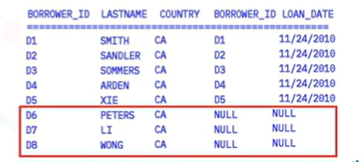 BORROWER_ID LASTNAME COUNTRY BORROWER_ID LOAN_DATE
==================================================
D1 SMITH CA D1 11/24/2010
D2 SANDLER CA D2 11/24/2010
D3 SOMMERS CA D3 11/24/2010
D4 ARDEN CA D4 11/24/2010
D5 XIE CA D5 11/24/2010
D6 PETERS CA NULL NULL
D7 LI CA NULL NULL
D8 WONG CA NULL NULL